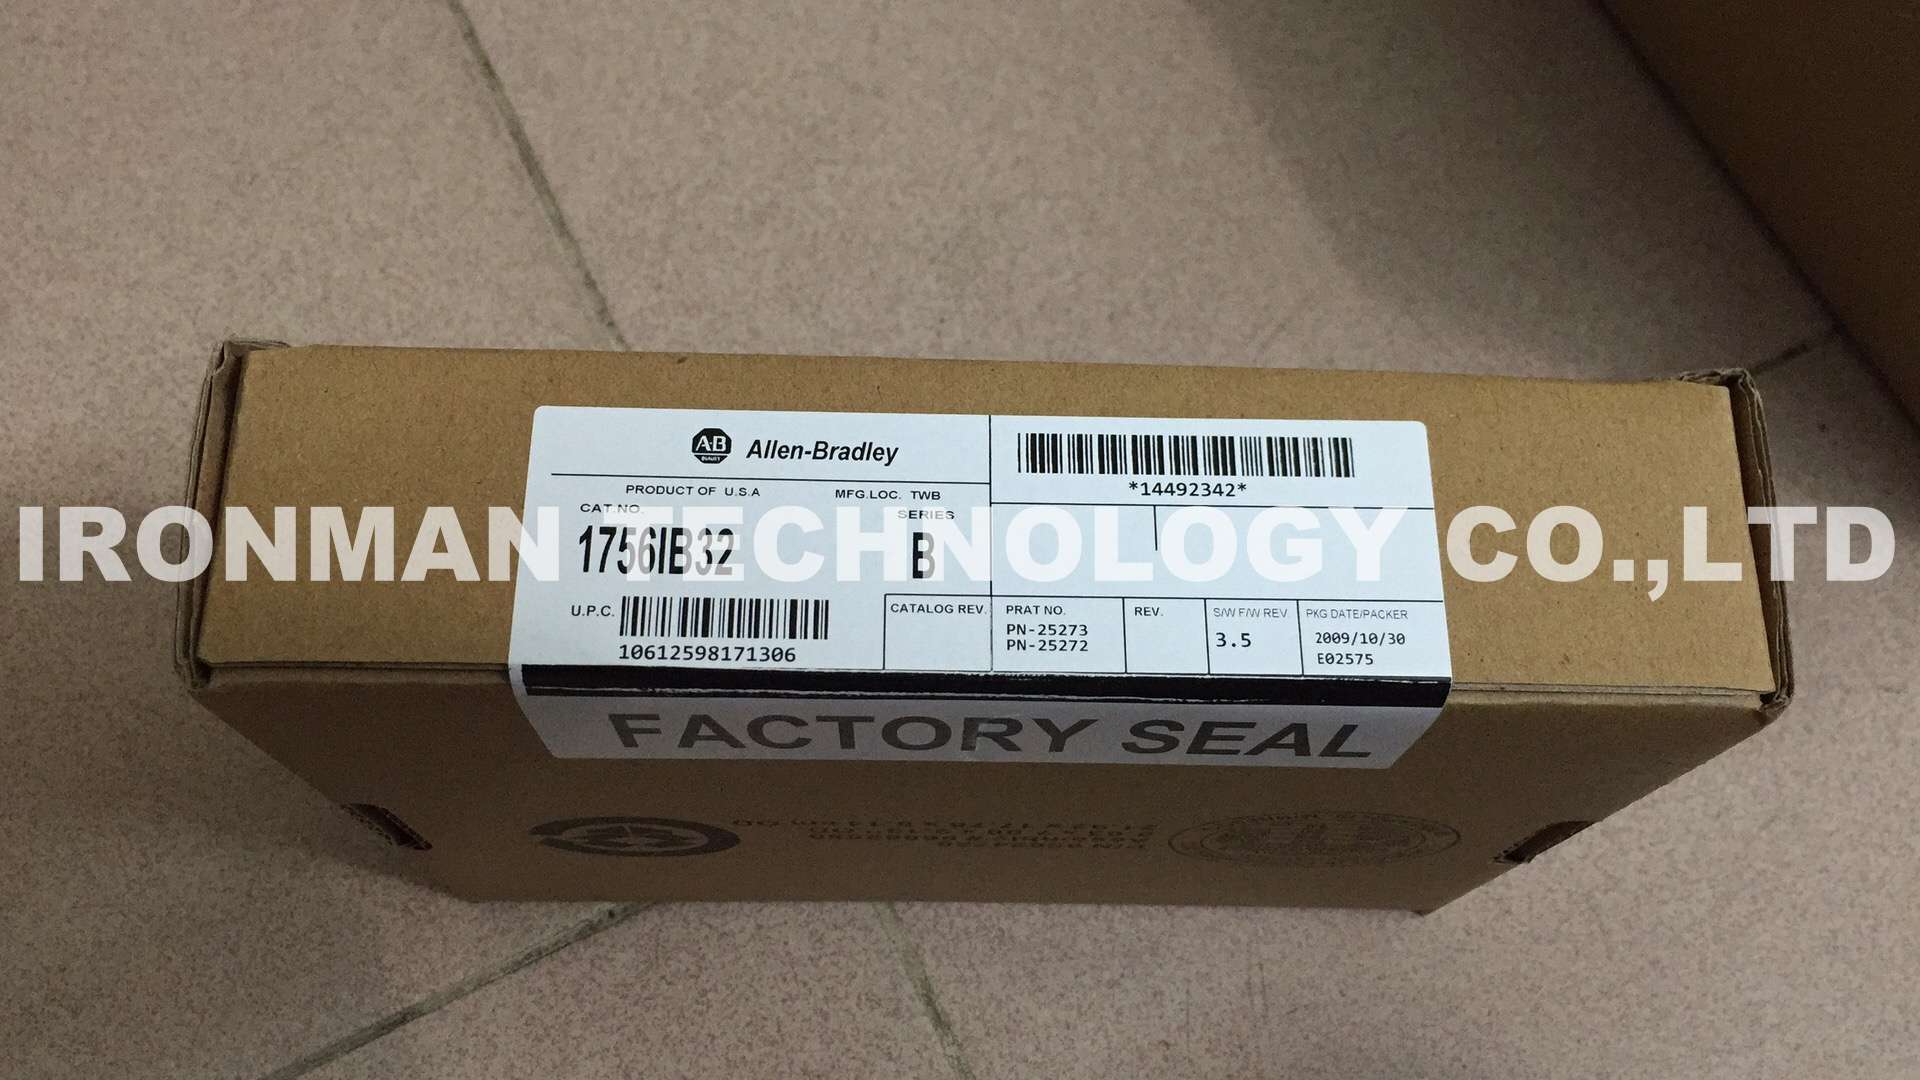 AB
QUALITY
Allen-Bradley
*14492342*
PRODUCT OF U.S.A
MFG.LOC. TWB
CAT.NO.
SERIES
1756IB32
B
IRONMAN TECHNOLOGY CO.,LTD
U.P.C.
10612598171306
CATALOG REV.
PRAT NO.
PN-25273
PN-25272
REV.
S/W F/W REV.
3.5
PKG DATE/PACKER
2009/10/30
E02575
FACTORY SEAL